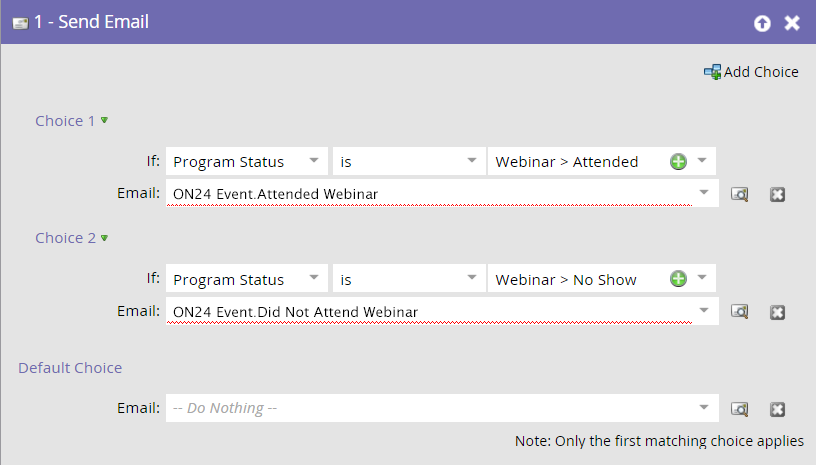 1 - Send Email
Add Choice
Choice 1
If: Program Status is Webinar > Attended
Email: ON24 Event.Attended Webinar
Choice 2
If: Program Status is Webinar > No Show
Email: ON24 Event.Did Not Attend Webinar
Default Choice
Email: -- Do Nothing --
Note: Only the first matching choice applies